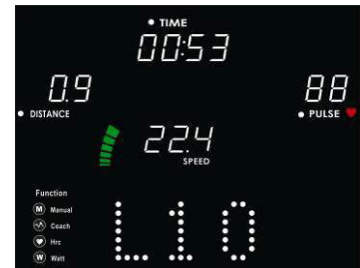 TIME
00:53
0.9
88
DISTANCE
PULSE
22.4
SPEED
Function
M Manual
Coach
Hrc
W Watt
L10